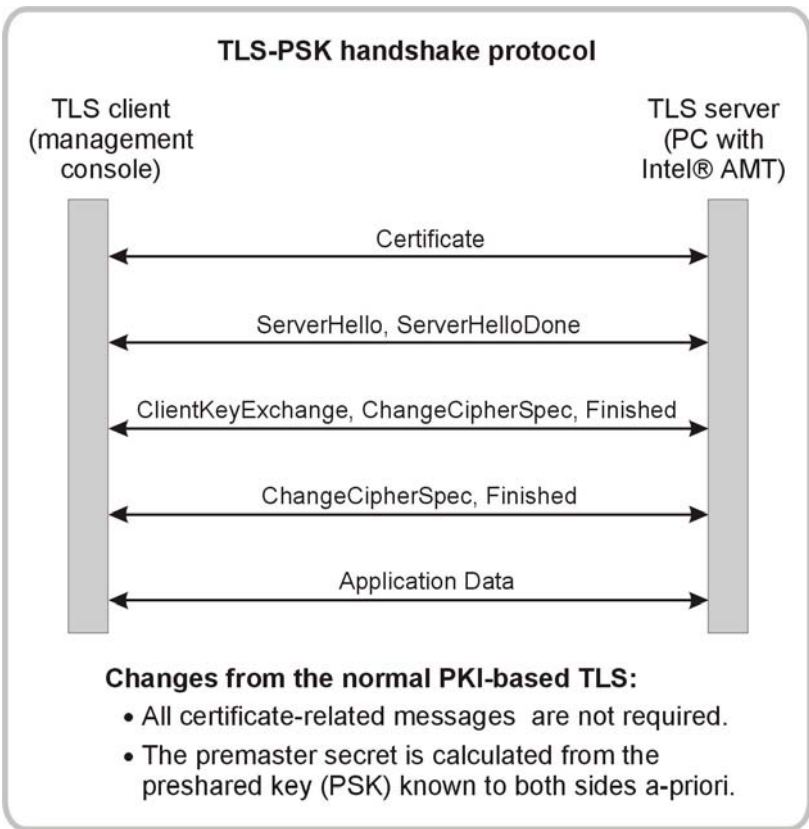 TLS-PSK handshake protocol
TLS client
(management
console)
TLS server
(PC with
Intel® AMT)
Certificate
ServerHello, ServerHelloDone
ClientKeyExchange, ChangeCipherSpec, Finished
ChangeCipherSpec, Finished
Application Data
Changes from the normal PKI-based TLS:
• All certificate-related messages are not required.
• The premaster secret is calculated from the
preshared key (PSK) known to both sides a-priori.